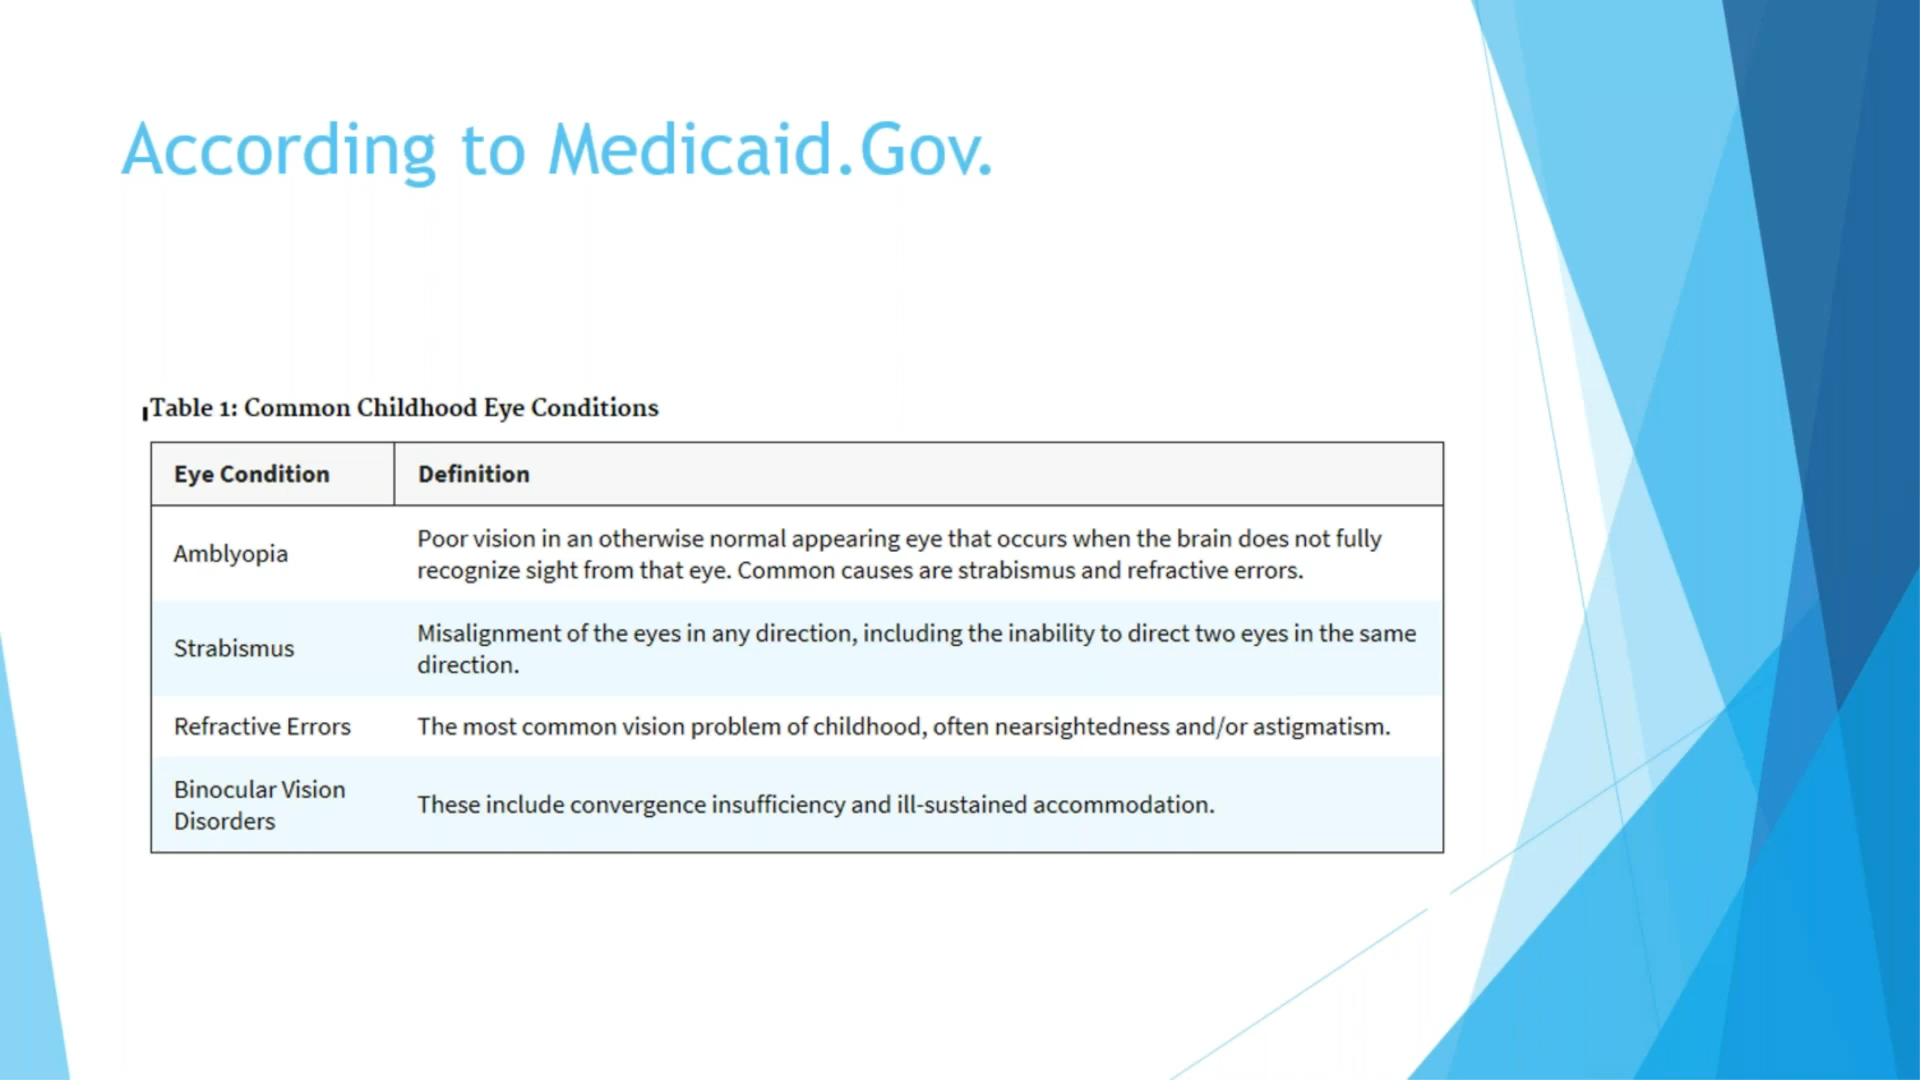 According to Medicaid.Gov.
Table 1: Common Childhood Eye Conditions
Eye Condition
Definition
Amblyopia
Poor vision in an otherwise normal appearing eye that occurs when the brain does not fully
recognize sight from that eye. Common causes are strabismus and refractive errors.
Strabismus
Misalignment of the eyes in any direction, including the inability to direct two eyes in the same
direction.
Refractive Errors
The most common vision problem of childhood, often nearsightedness and/or astigmatism.
Binocular Vision
Disorders
These include convergence insufficiency and ill-sustained accommodation.